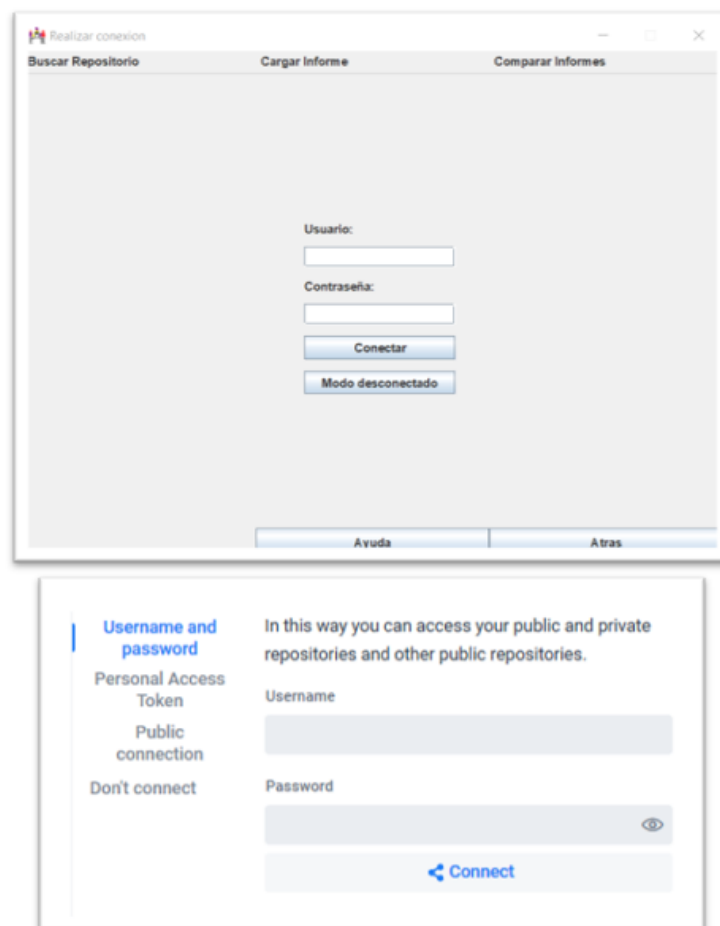 Realizar conexion
Buscar Repositorio Cargar Informe Comparar Informes
Usuario:
Contraseña:
Conectar
Modo desconectado
Ayuda Atras
Username and
password
Personal Access
Token
Public
connection
Don't connect
In this way you can access your public and private
repositories and other public repositories.
Username
Password
Connect